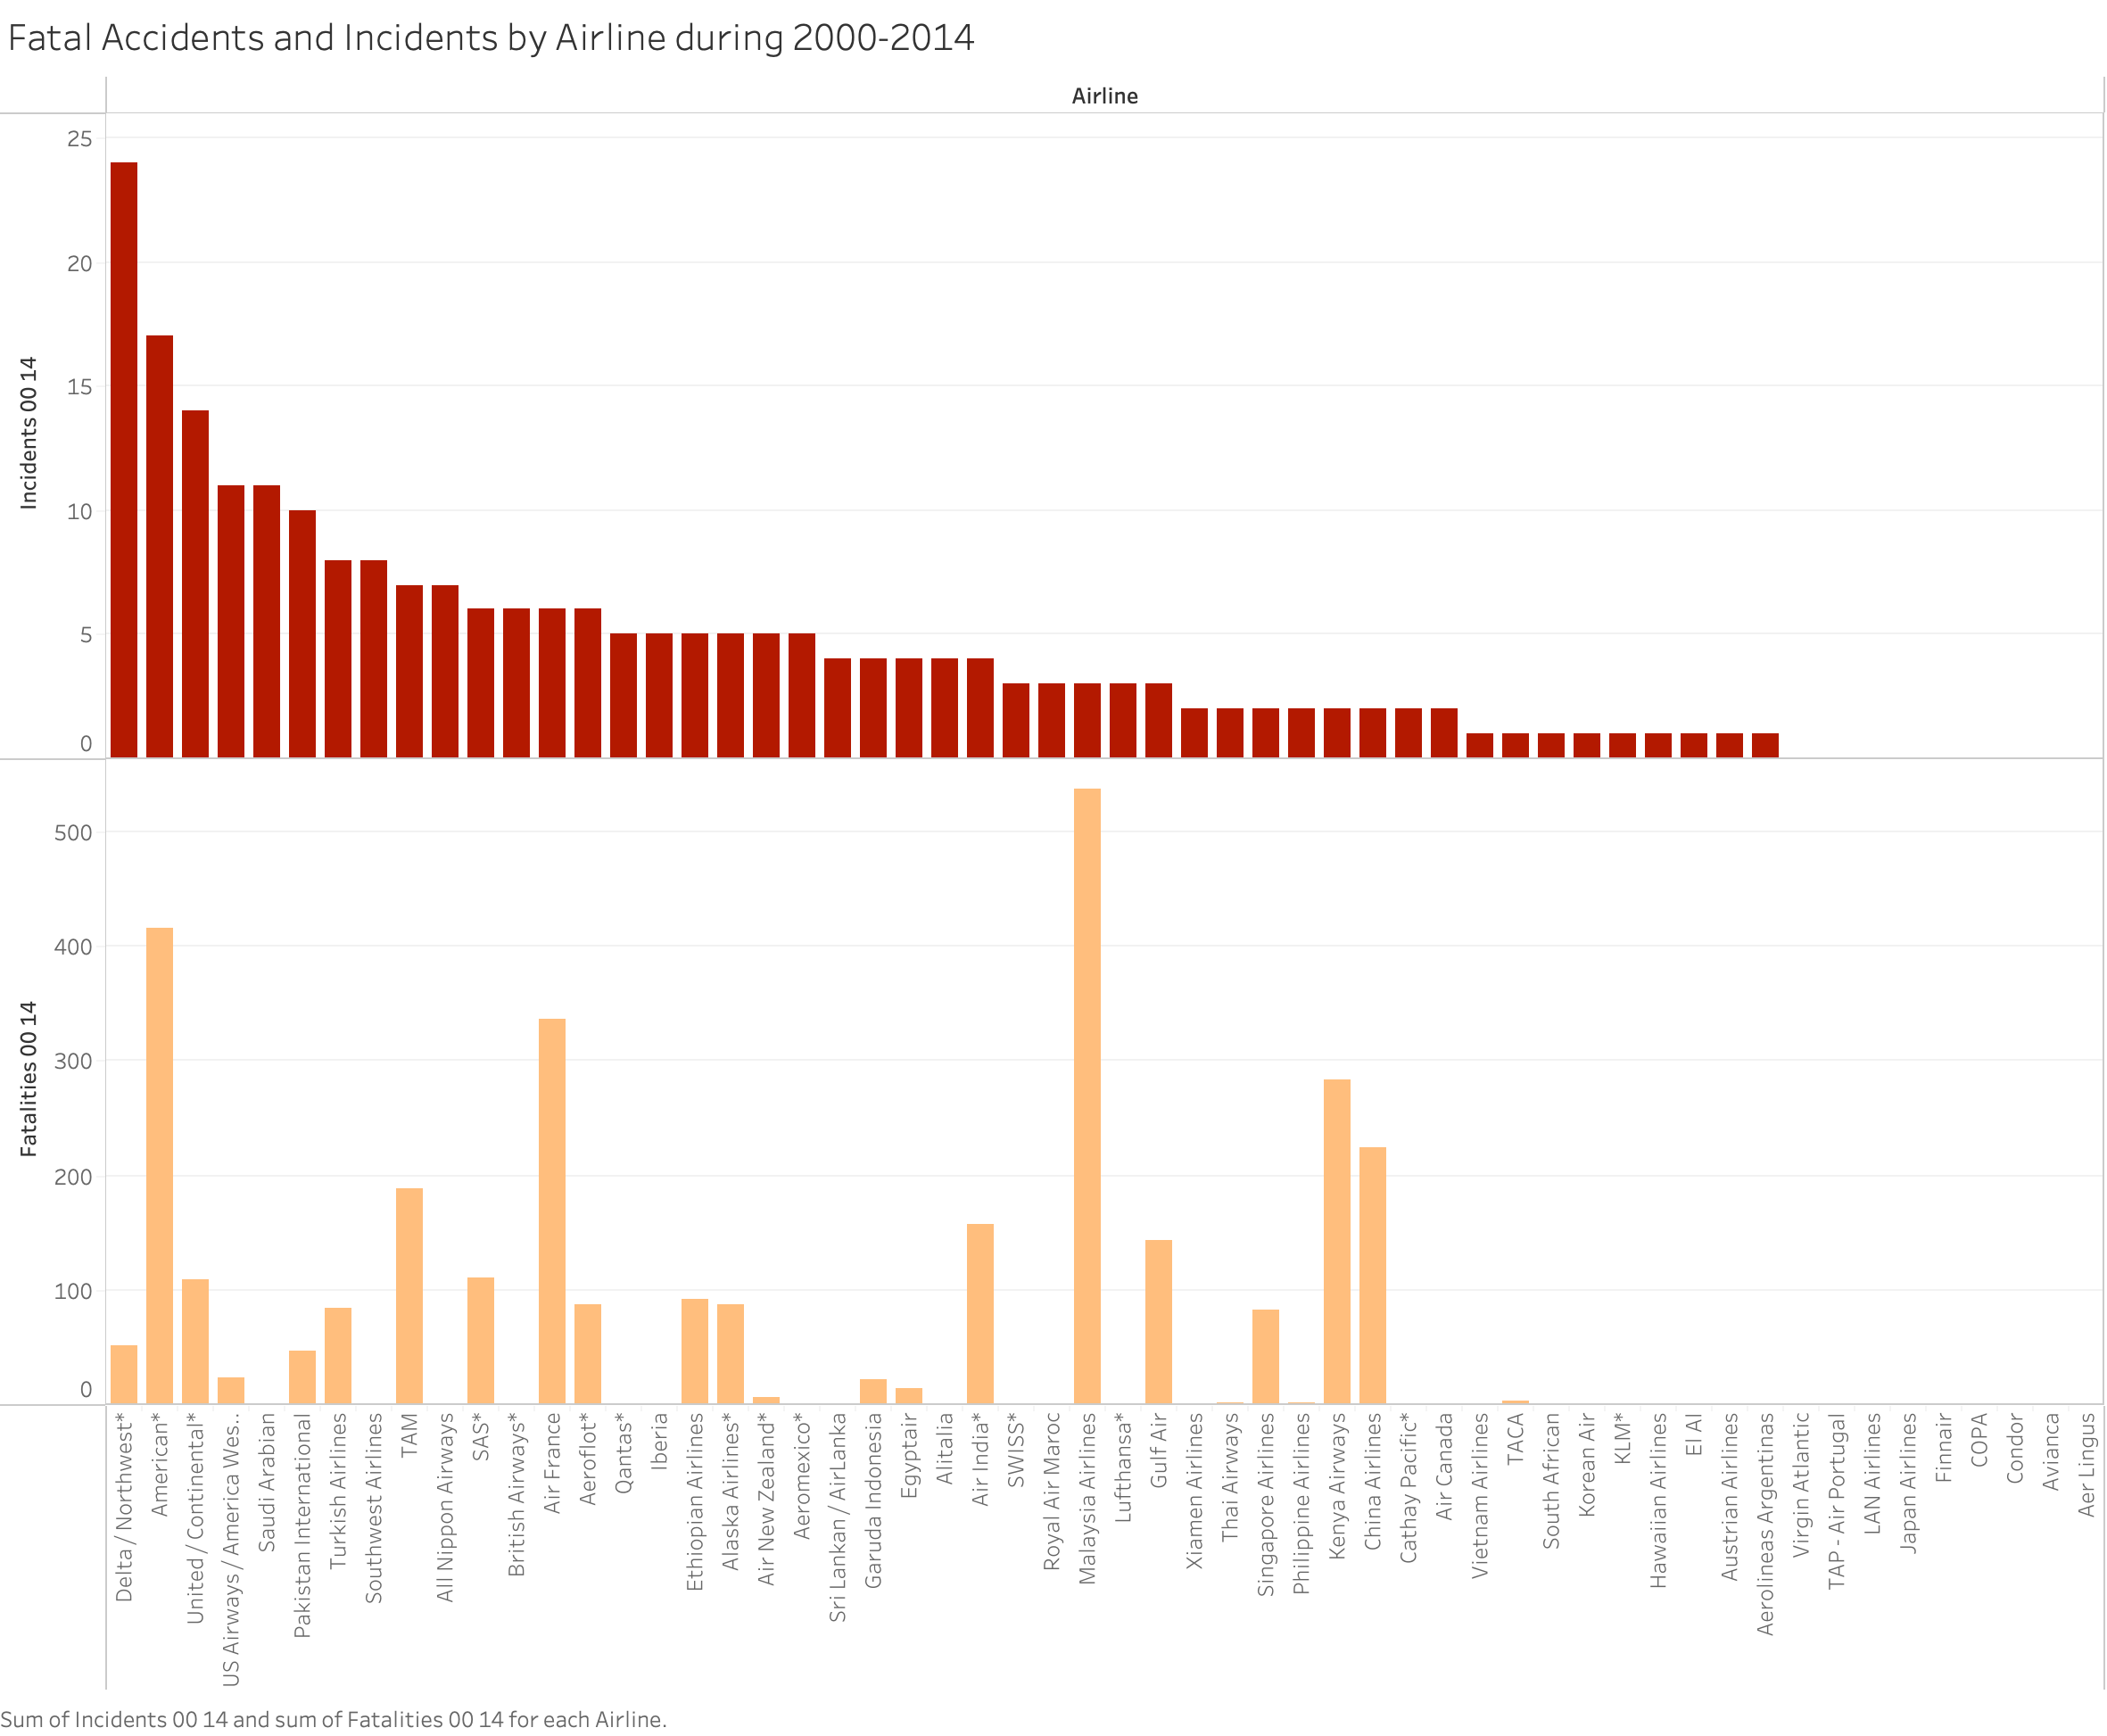 Fatal Accidents and Incidents by Airline during 2000-2014
Airline
Incidents 00 14
25
20
15
10
5
0
Fatalities 00 14
500
400
300
200
100
0
Delta / Northwest*
American*
United / Continental*
US Airways / America Wes..
Saudi Arabian
Pakistan International
Turkish Airlines
Southwest Airlines
TAM
All Nippon Airways
SAS*
British Airways*
Air France
Aeroflot*
Qantas*
Iberia
Ethiopian Airlines
Alaska Airlines*
Air New Zealand*
Aeromexico*
Sri Lankan / AirLanka
Garuda Indonesia
Egyptair
Alitalia
Air India*
SWISS*
Royal Air Maroc
Malaysia Airlines
Lufthansa*
Gulf Air
Xiamen Airlines
Thai Airways
Singapore Airlines
Philippine Airlines
Kenya Airways
China Airlines
Cathay Pacific*
Air Canada
Vietnam Airlines
TACA
South African
Korean Air
KLM*
Hawaiian Airlines
El Al
Austrian Airlines
Aerolineas Argentinas
Virgin Atlantic
TAP - Air Portugal
LAN Airlines
Japan Airlines
Finnair
COPA
Condor
Avianca
Aer Lingus
Sum of Incidents 00 14 and sum of Fatalities 00 14 for each Airline.